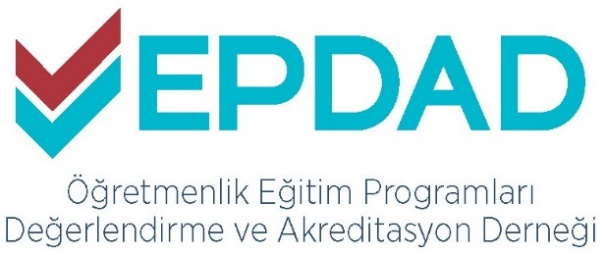 EPDAD
Öğretmenlik Eğitim Programları
Değerlendirme ve Akreditasyon Derneği